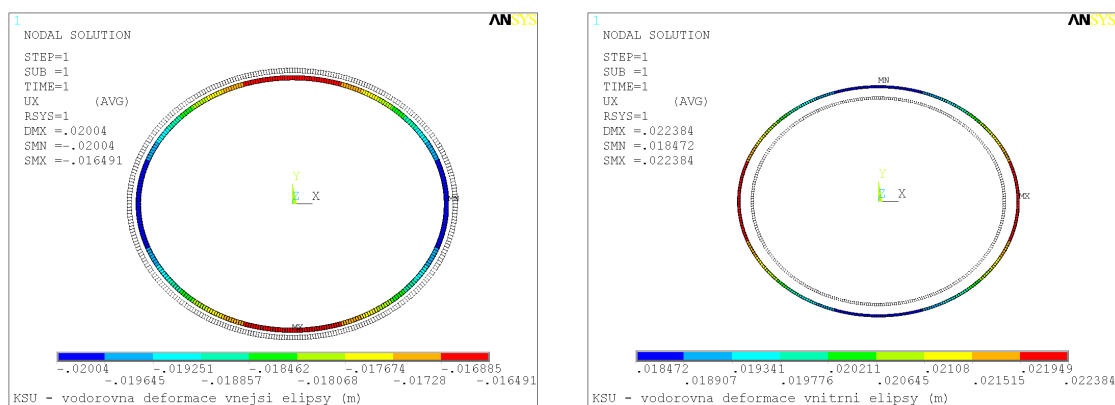 1
ANSYS
NODAL SOLUTION
STEP=1
SUB =1
TIME=1
UX (AVG)
RSYS=1
DMX =.02004
SMN =-.02004
SMX =-.016491
Y
Z X
MN
MX
-.02004 -.019251 -.018462 -.017674 -.016885
-.019645 -.018857 -.018068 -.01728 -.016491
KSU - vodorovna deformace vnejsi elipsy (m)
1
ANSYS
NODAL SOLUTION
STEP=1
SUB =1
TIME=1
UX (AVG)
RSYS=1
DMX =.022384
SMN =.018472
SMX =.022384
MN
Y
Z X
MX
.018472 .019341 .020211 .02108 .021949
.018907 .019776 .020645 .021515 .022384
KSU - vodorovna deformace vnitrni elipsy (m)